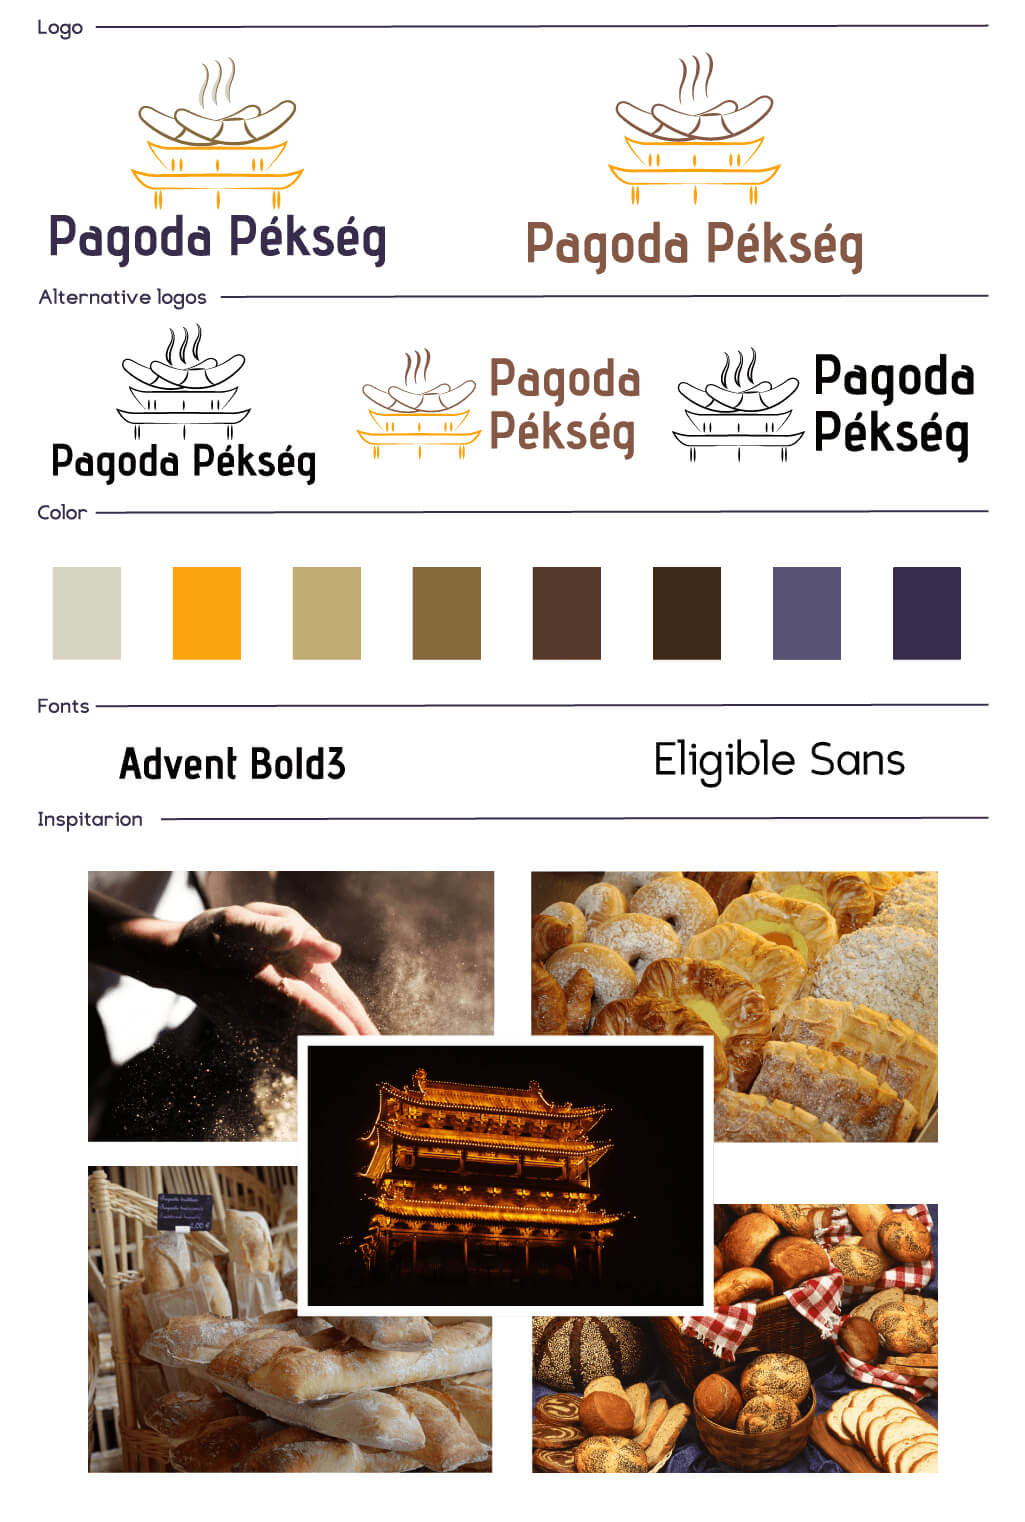 Logo
Pagoda Pékség
Pagoda Pékség
Alternative logos
Pagoda Pékség
Pagoda
Pékség
Pagoda
Pékség
Color
Fonts
Advent Bold3
Eligible Sans
Inspitarion